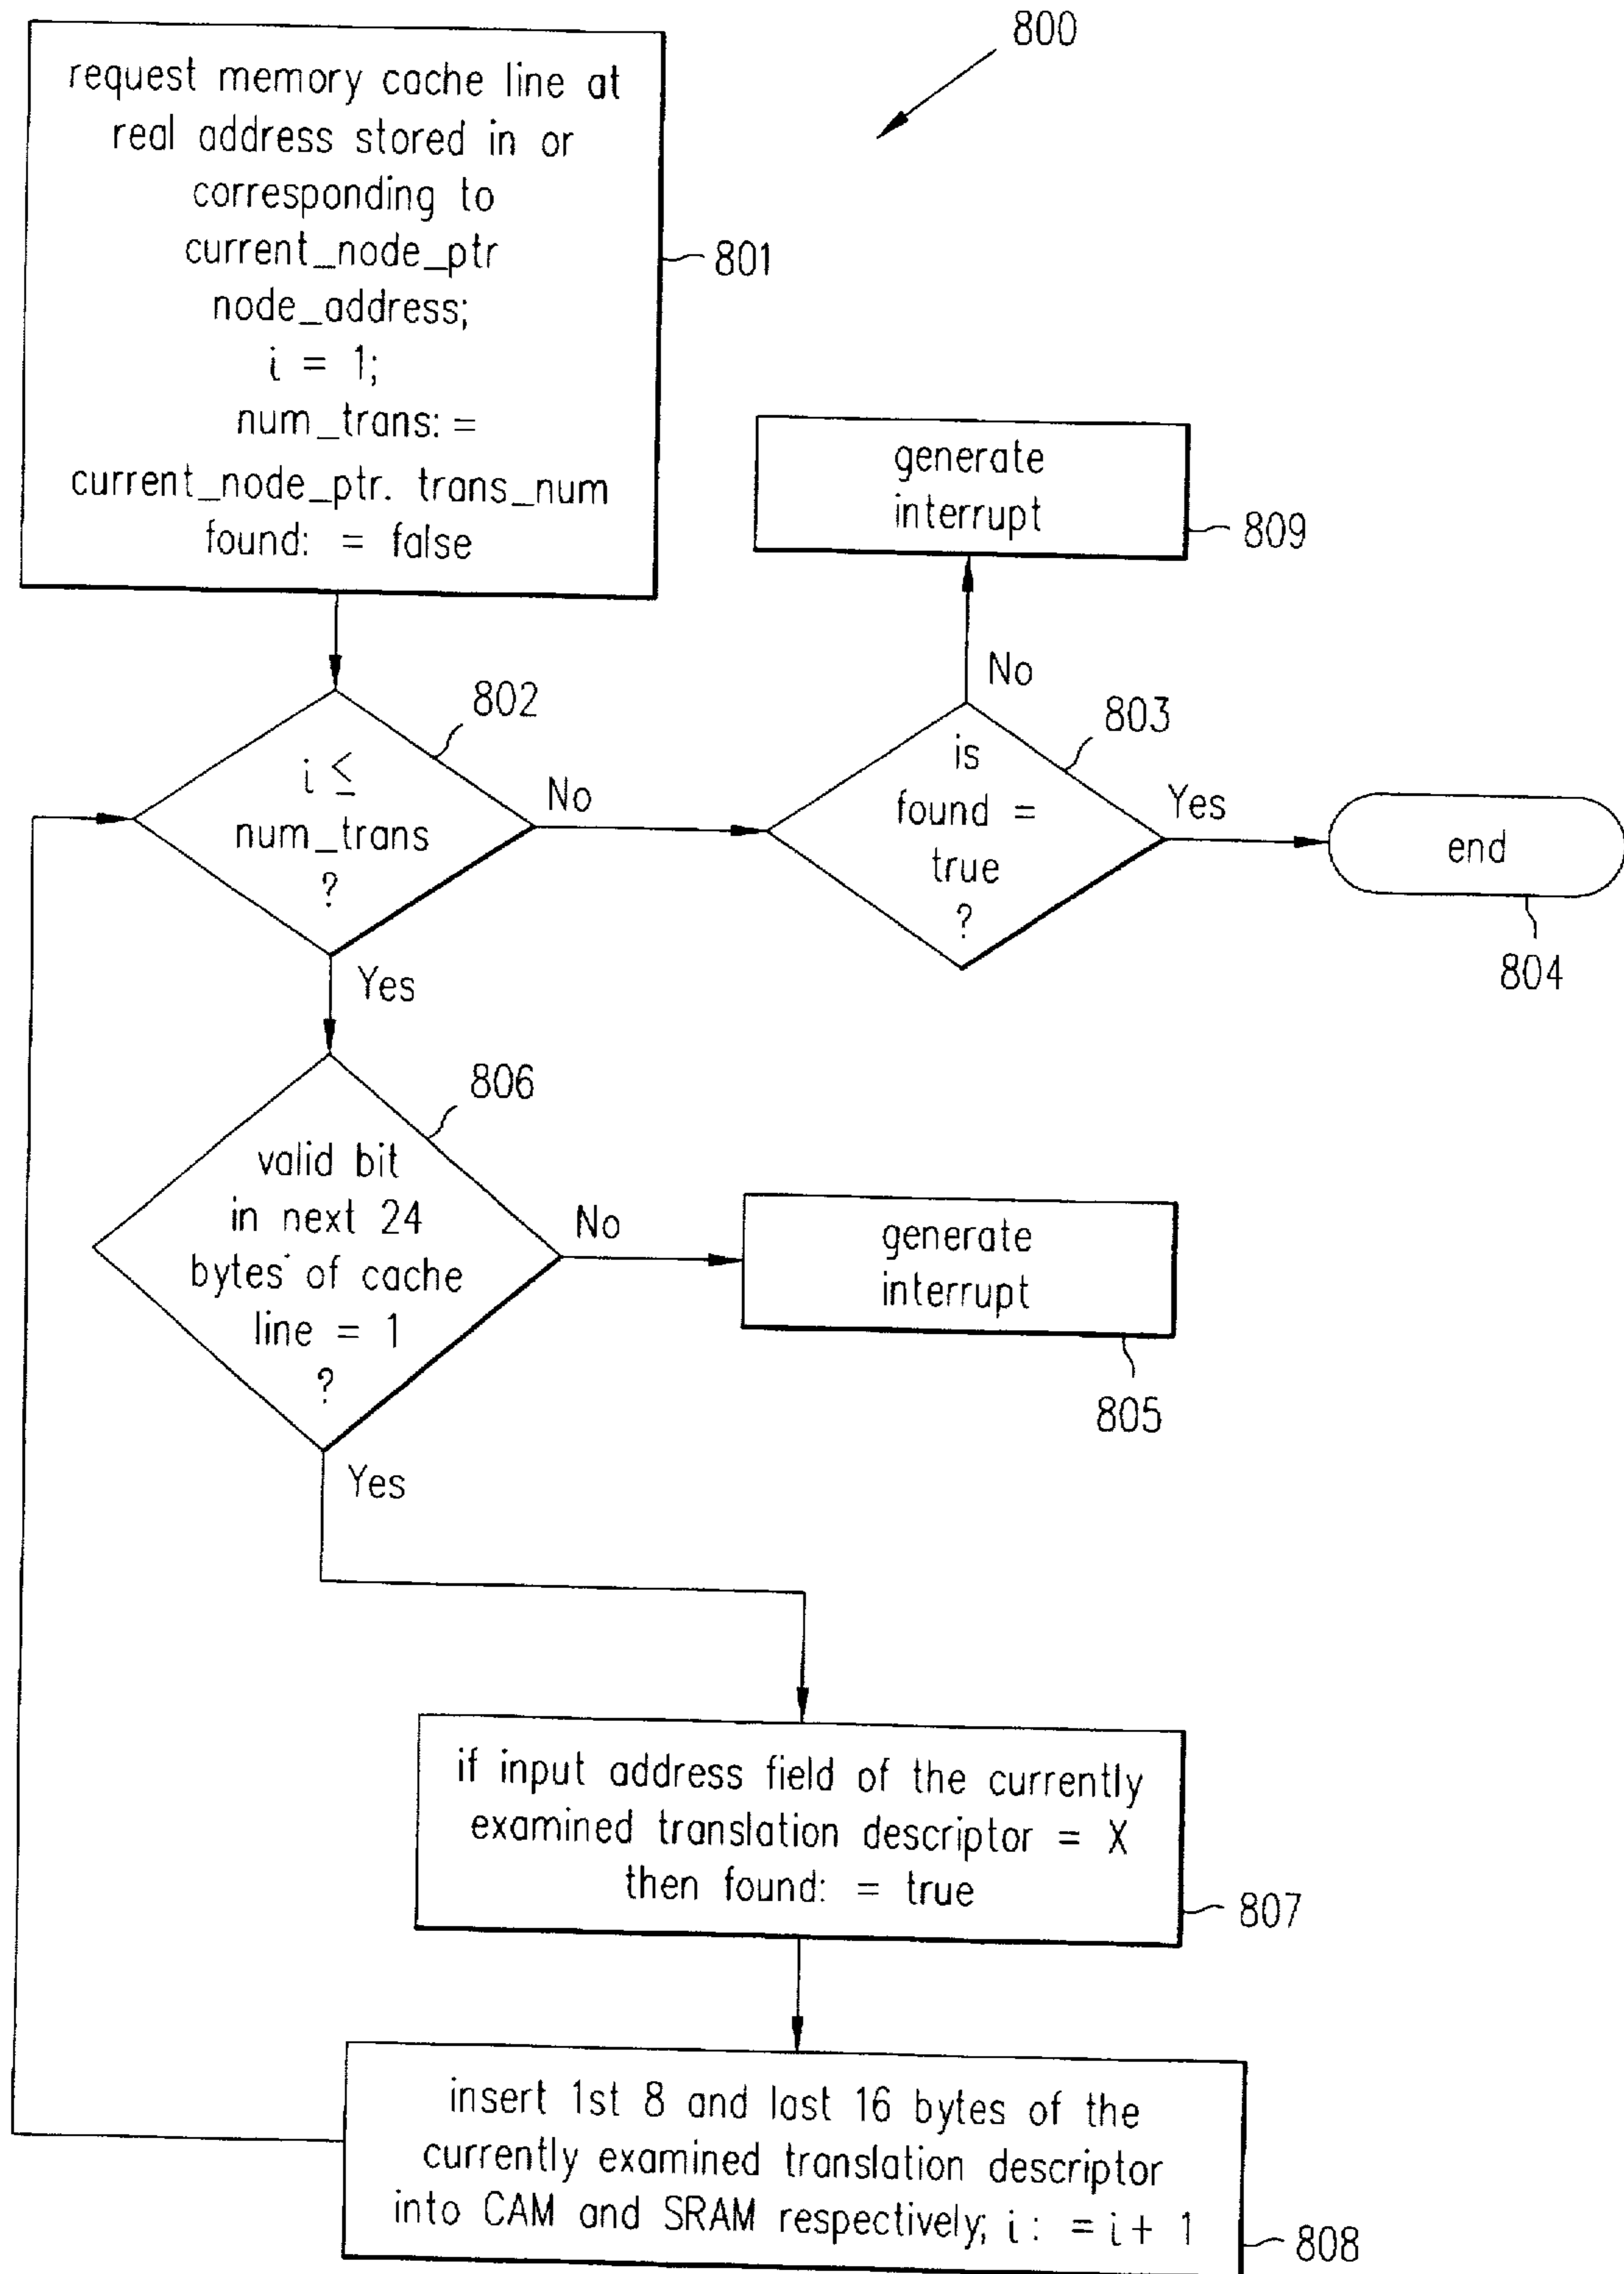 800
request memory cache line at
real address stored in or
corresponding to
current_node_ptr
node_address;
i = 1;
num_trans: =
current_node_ptr. trans_num
found: = false
801
generate
interrupt
809
No
802
i ≤
num_trans
?
No
803
is
found =
true
?
Yes
end
804
Yes
806
valid bit
in next 24
bytes of cache
line = 1
?
No
generate
interrupt
805
Yes
if input address field of the currently
examined translation descriptor = X
then found: = true
807
insert 1st 8 and last 16 bytes of the
currently examined translation descriptor
into CAM and SRAM respectively; i : = i + 1
808